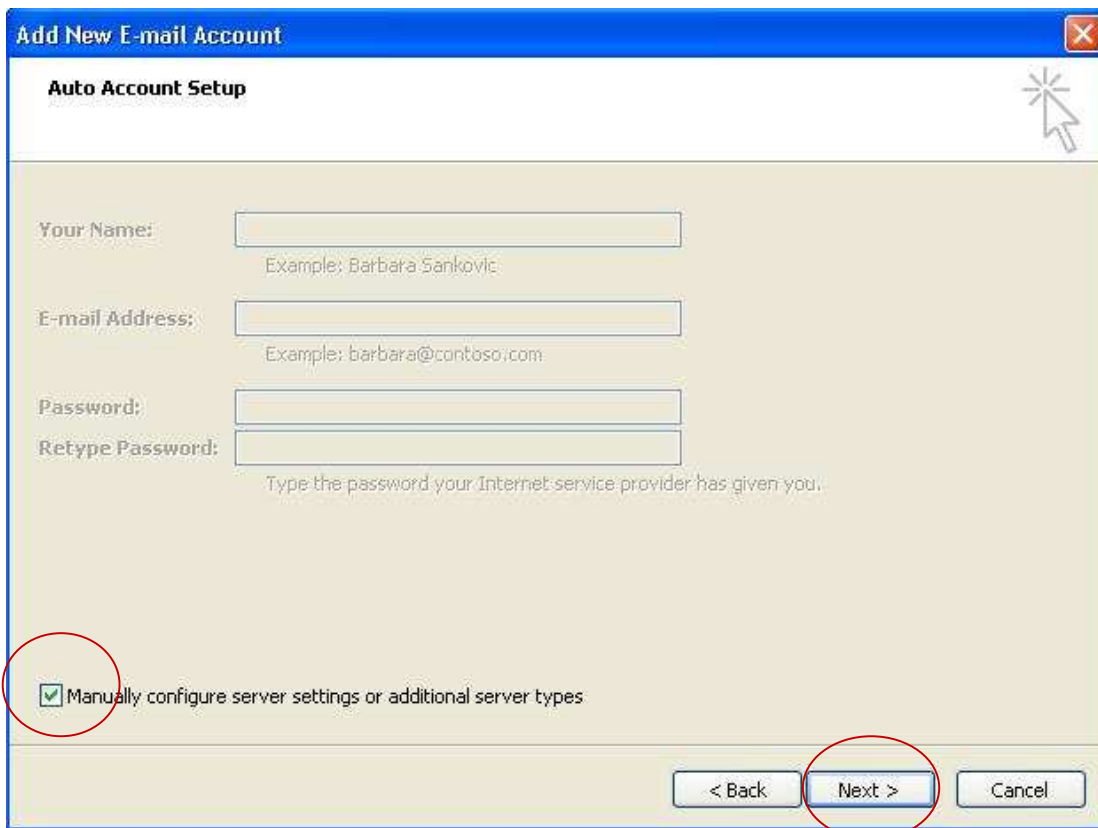 Add New E-mail Account
Auto Account Setup
Your Name:
Example: Barbara Sankovic
E-mail Address:
Example: barbara@contoso.com
Password:
Retype Password:
Type the password your Internet service provider has given you.
Manually configure server settings or additional server types
< Back Next > Cancel